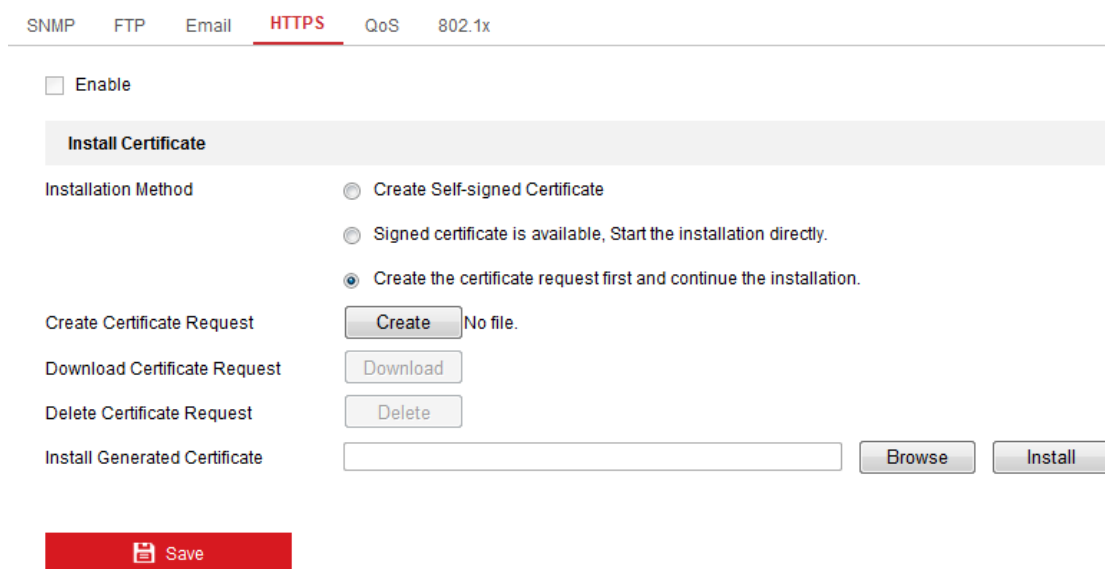 SNMP FTP Email HTTPS QoS 802.1x
Enable
Install Certificate
Installation Method Create Self-signed Certificate
Signed certificate is available, Start the installation directly.
Create the certificate request first and continue the installation.
Create Certificate Request Create No file.
Download Certificate Request Download
Delete Certificate Request Delete
Install Generated Certificate Browse Install
Save